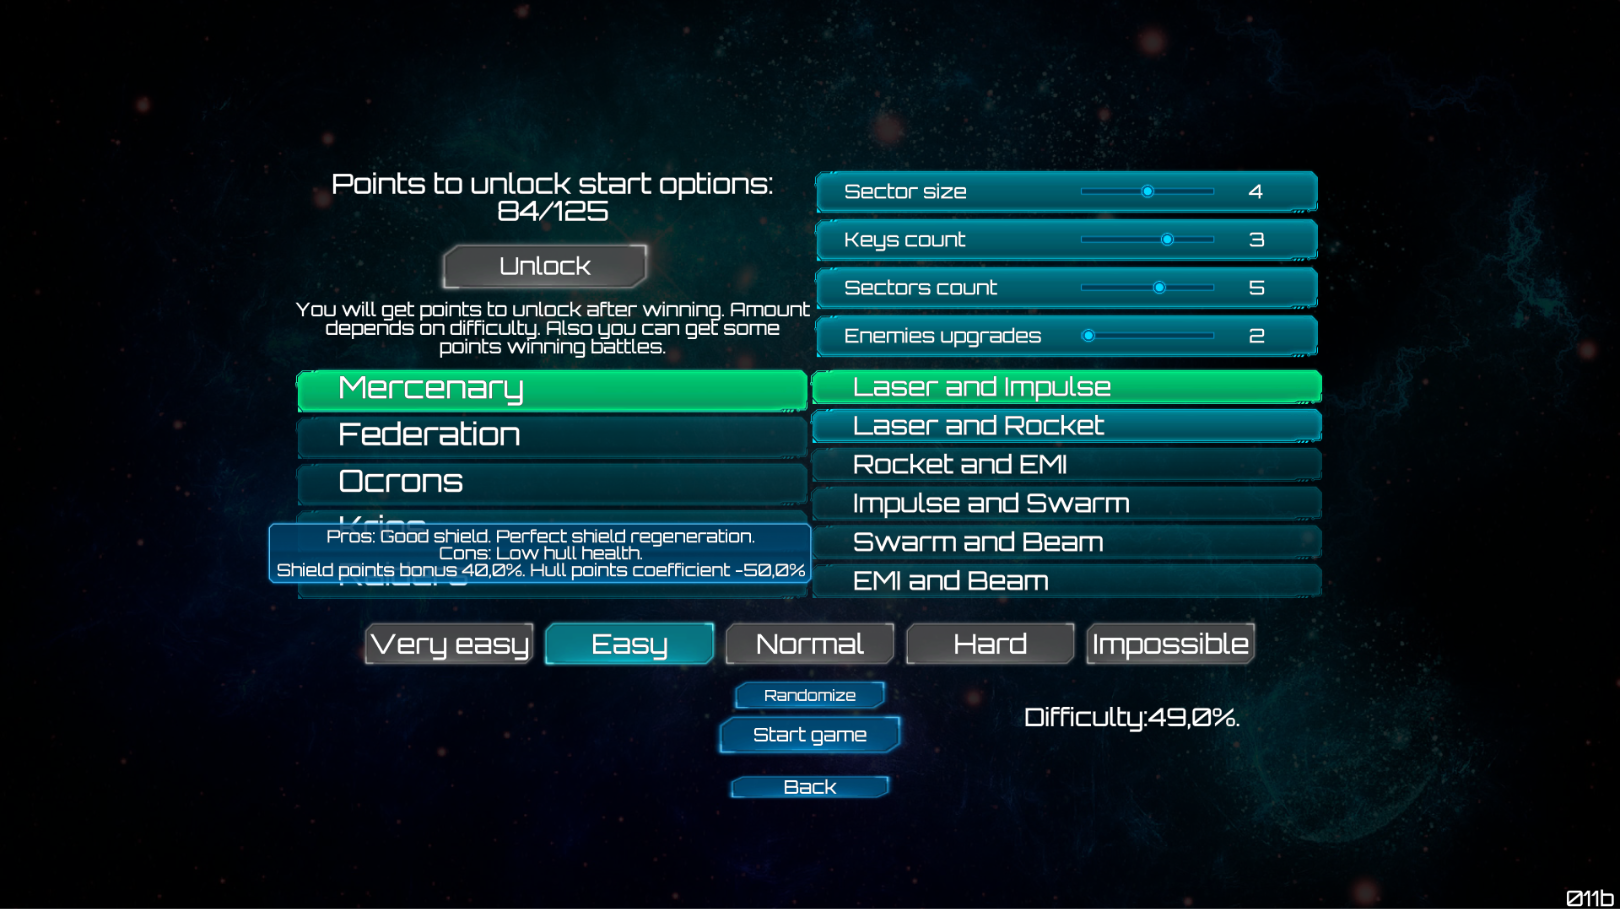 Points to unlock start options:
84/125
Unlock
You will get points to unlock after winning. Amount
depends on difficulty. Also you can get some
points winning battles.
Sector size 4
Keys count 3
Sectors count 5
Enemies upgrades 2
Mercenary
Federation
Ocrons
Pros: Good shield. Perfect shield regeneration.
Cons: Low hull health.
Shield points bonus 40,0%. Hull points coefficient -50,0%
Laser and Impulse
Laser and Rocket
Rocket and EMI
Impulse and Swarm
Swarm and Beam
EMI and Beam
Very easy
Easy
Normal
Hard
Impossible
Randomize
Start game
Back
Difficulty:49,0%.
011b